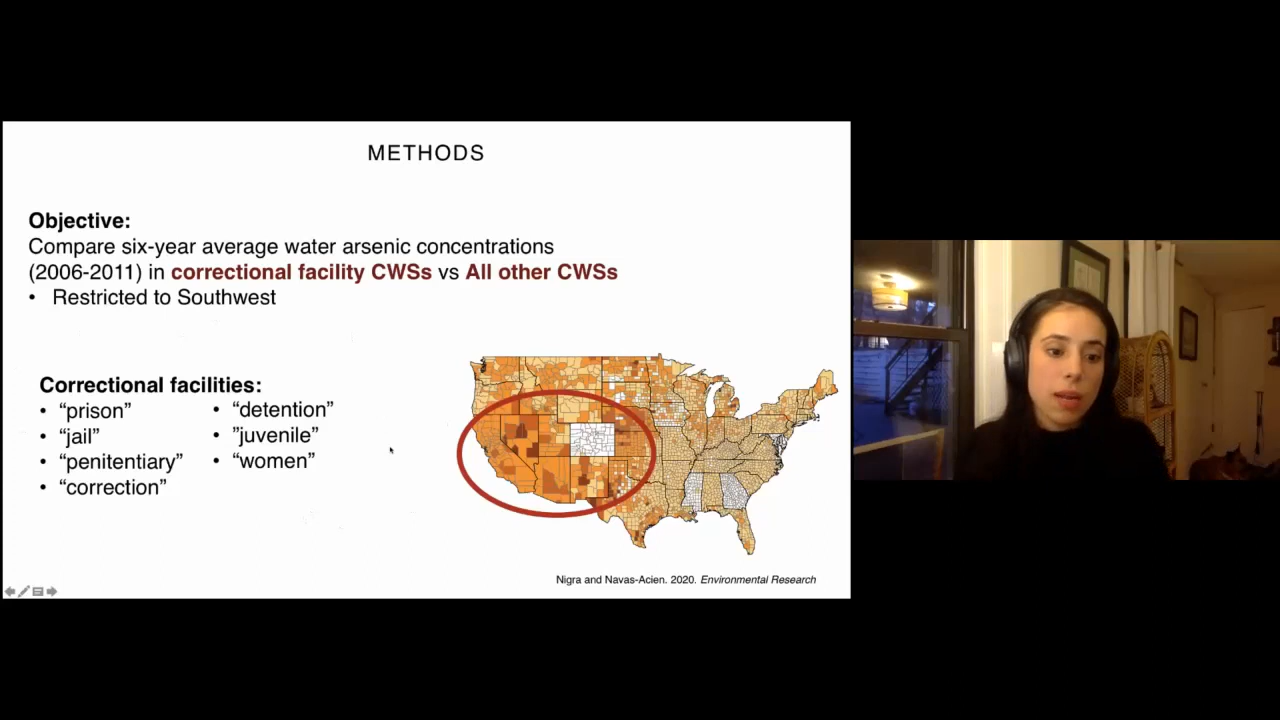 METHODS
Objective:
Compare six-year average water arsenic concentrations
(2006-2011) in correctional facility CWSs vs All other CWSs
• Restricted to Southwest
Correctional facilities:
• “prison”
• “jail”
• “penitentiary”
• “correction”
• “detention”
• ”juvenile”
• “women”
Nigra and Navas-Acien. 2020. Environmental Research